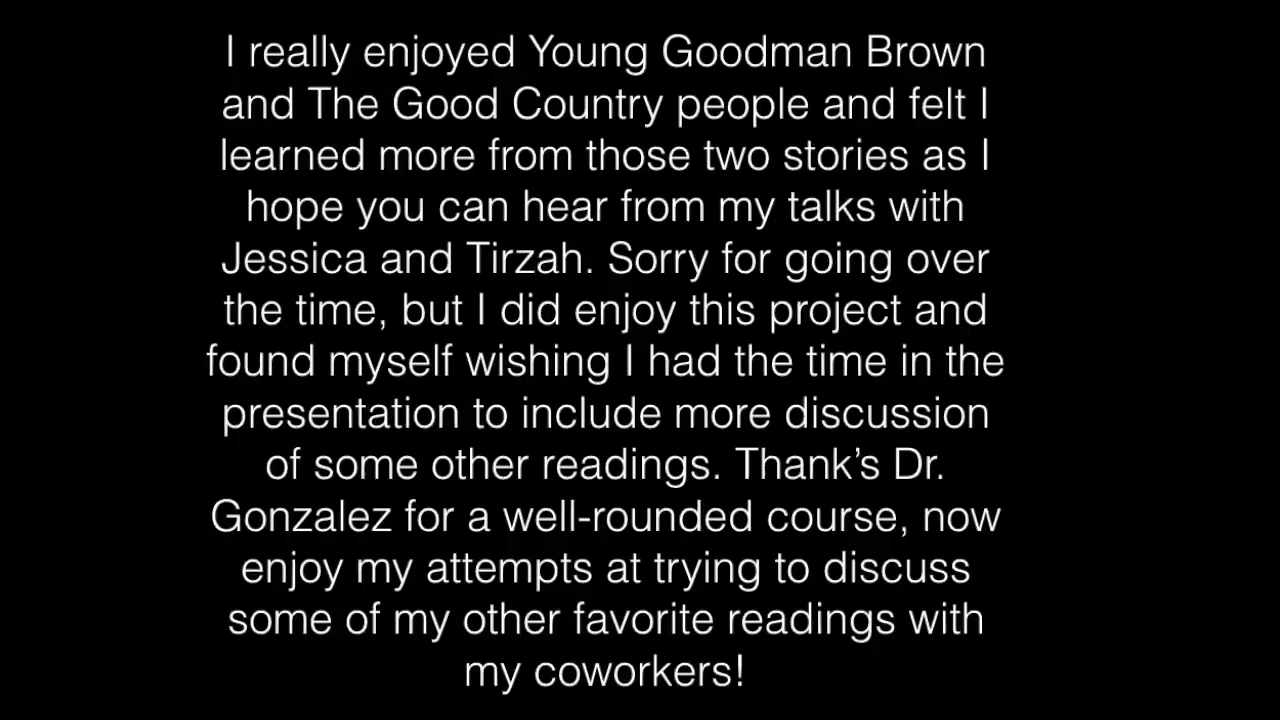 I really enjoyed Young Goodman Brown
and The Good Country people and felt I
learned more from those two stories as I
hope you can hear from my talks with
Jessica and Tirzah. Sorry for going over
the time, but I did enjoy this project and
found myself wishing I had the time in the
presentation to include more discussion
of some other readings. Thank’s Dr.
Gonzalez for a well-rounded course, now
enjoy my attempts at trying to discuss
some of my other favorite readings with
my coworkers!